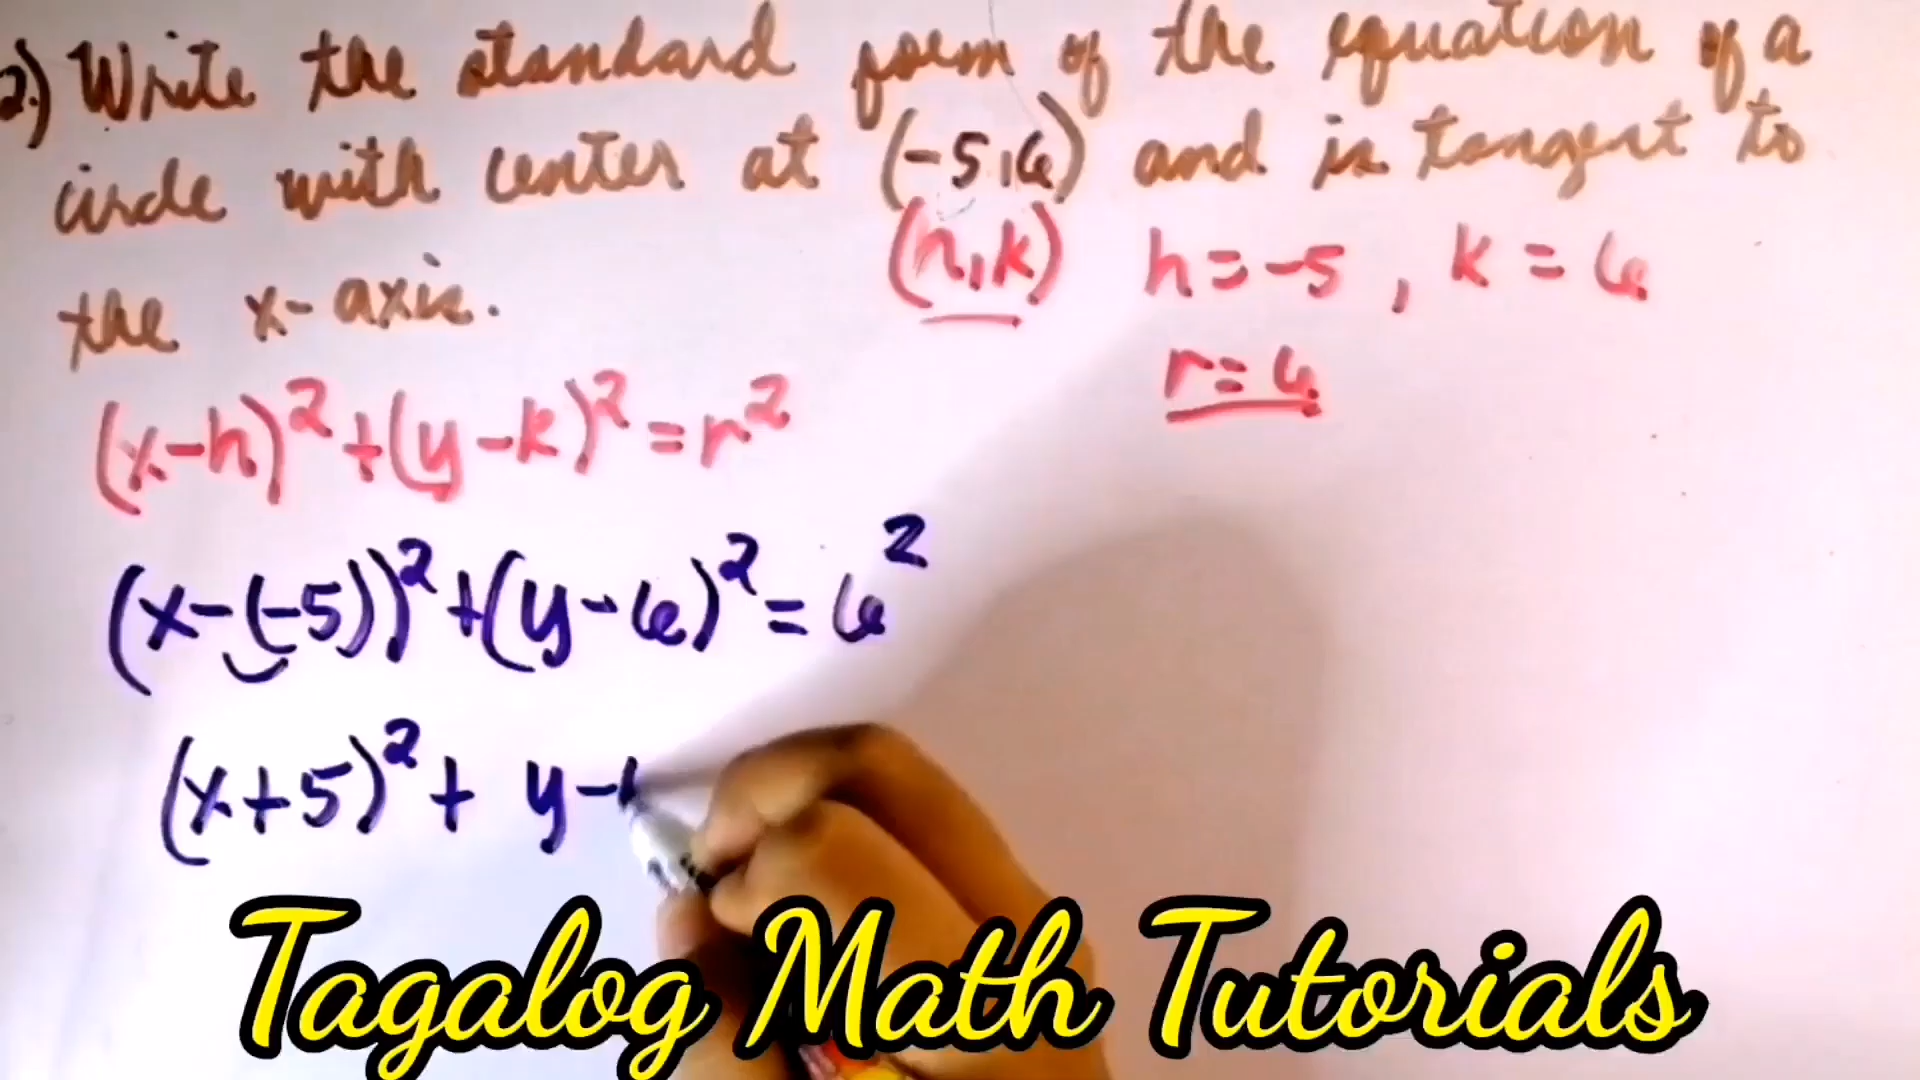 2.) Write the standard form of the equation of a
circle with center at (-5,6) and is tangent to
the x-axis.
(h,k) h=-5, k=6
r=6
(x-h)²+(y-k)²=r²
(x-(-5))²+(y-6)²=6²
(x+5)²+ y-
Tagalog Math Tutorials